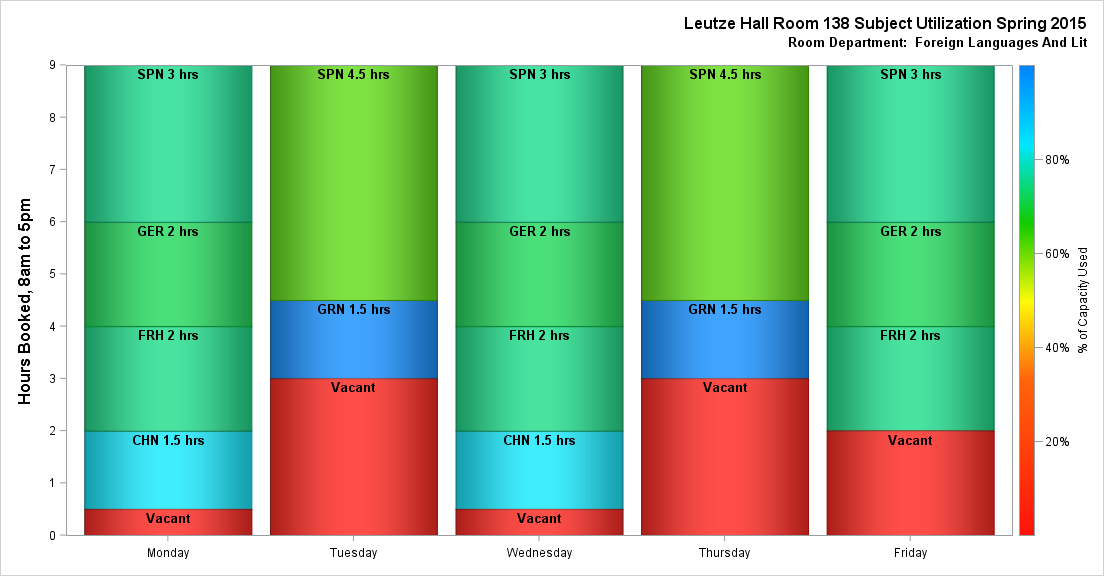 Leutze Hall Room 138 Subject Utilization Spring 2015
Room Department:  Foreign Languages And Lit
Hours Booked, 8am to 5pm
9
8
7
6
5
4
3
2
1
0
SPN 3 hrs
GER 2 hrs
FRH 2 hrs
CHN 1.5 hrs
Vacant
Monday
SPN 4.5 hrs
GRN 1.5 hrs
Vacant
Tuesday
SPN 3 hrs
GER 2 hrs
FRH 2 hrs
CHN 1.5 hrs
Vacant
Wednesday
SPN 4.5 hrs
GRN 1.5 hrs
Vacant
Thursday
SPN 3 hrs
GER 2 hrs
FRH 2 hrs
Vacant
Friday
80%
60%
40%
20%
% of Capacity Used